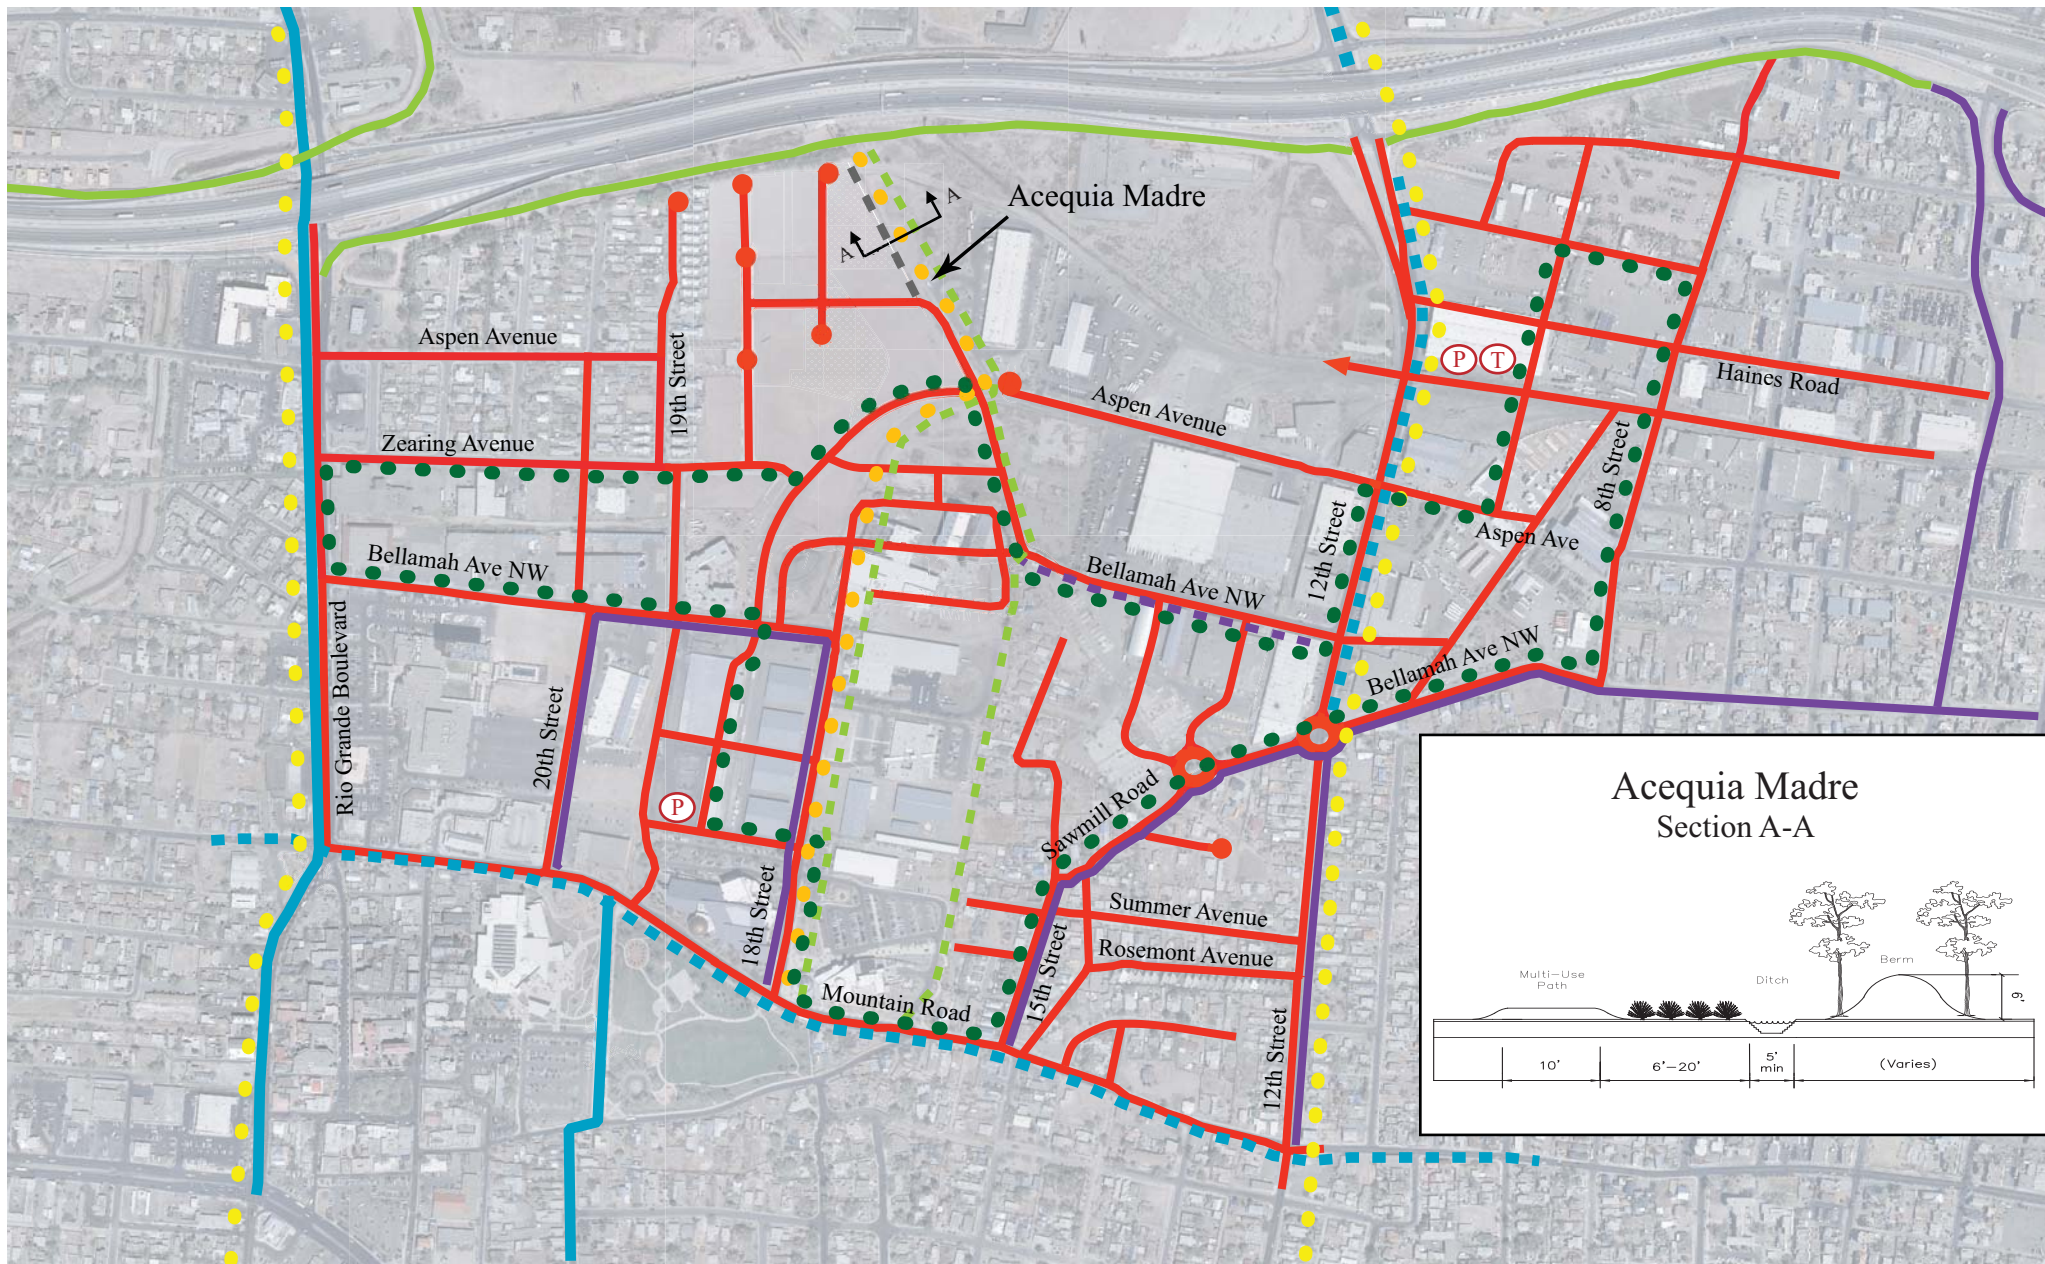 A
A
Acequia Madre
Aspen Avenue
19th Street
P
T
Haines Road
Aspen Avenue
Zearing Avenue
8th Street
12th Street
Aspen Ave
Bellamah Ave NW
Bellamah Ave NW
Rio Grande Boulevard
Bellamah Ave NW
20th Street
P
Sawmill Road
18th Street
Summer Avenue
Rosemont Avenue
15th Street
Mountain Road
12th Street
Acequia Madre
Section A-A
Multi-Use
Path
Ditch
Berm
6'
10'
6'-20'
5'
min
(Varies)